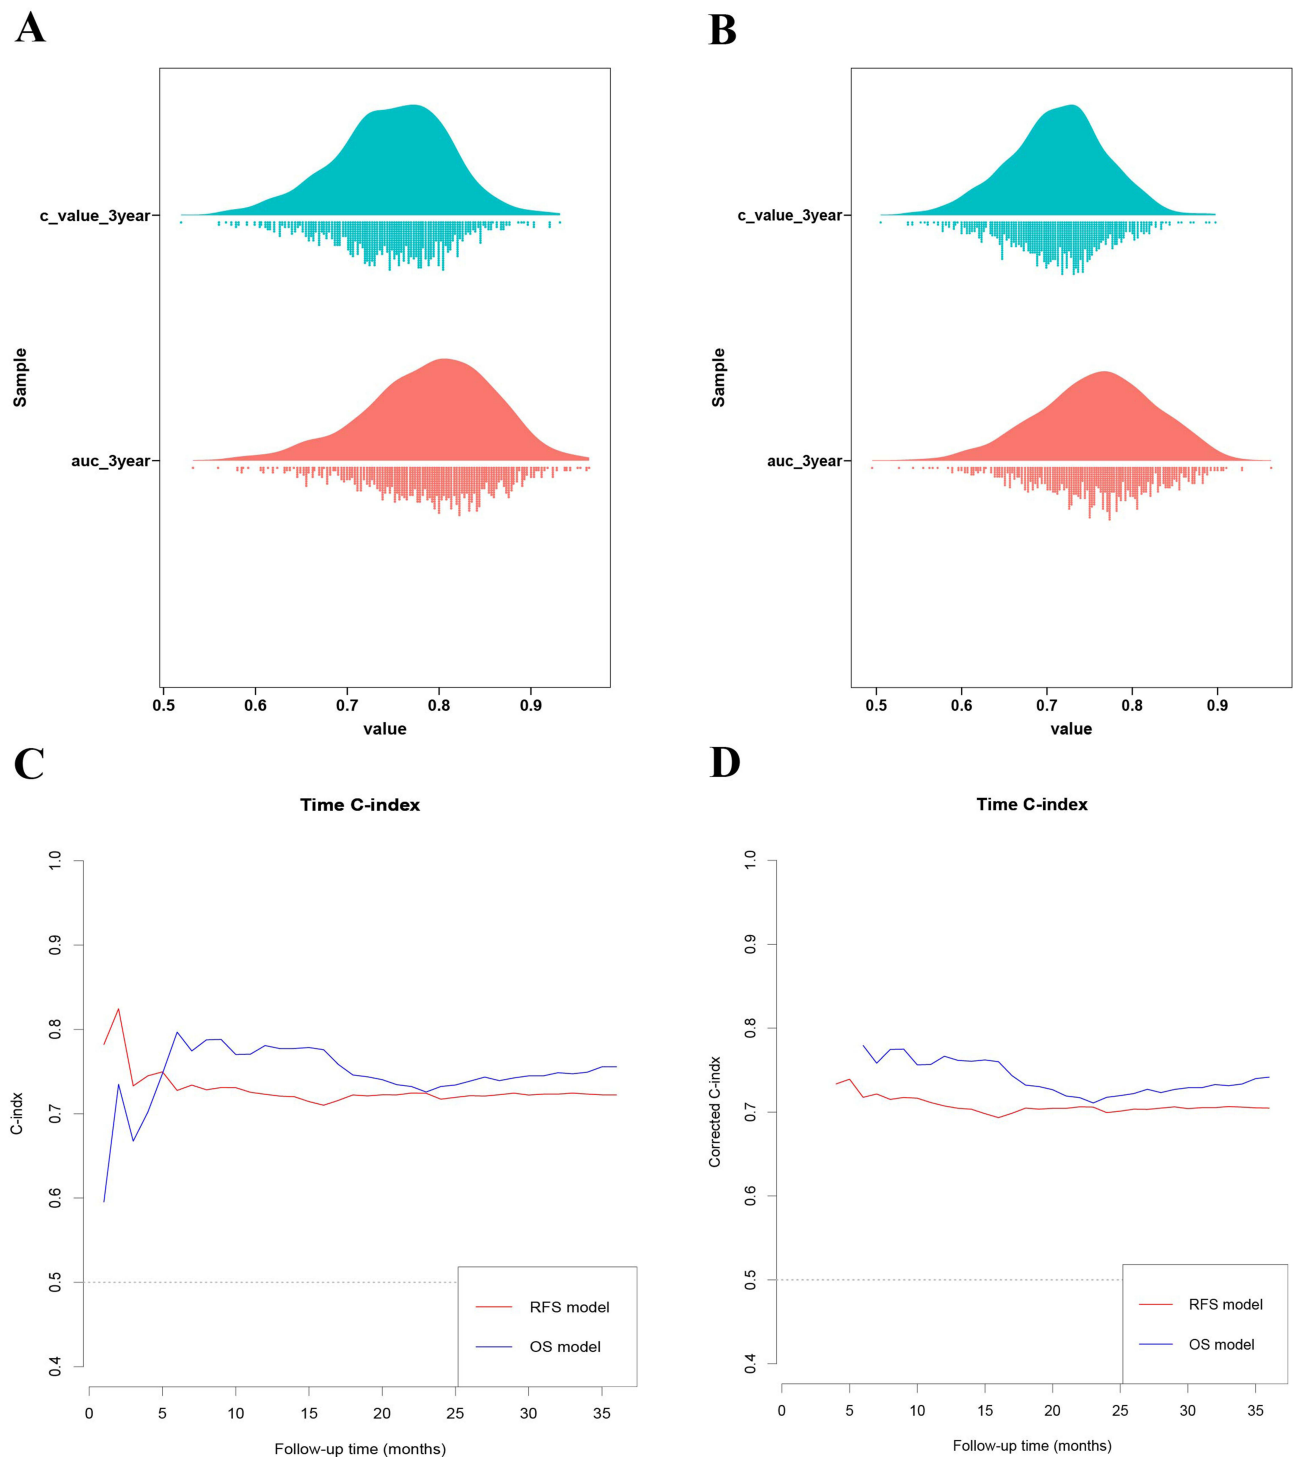 A
B
c_value_3year
auc_3year
Sample
0.5 0.6 0.7 0.8 0.9
value
c_value_3year
auc_3year
Sample
0.5 0.6 0.7 0.8 0.9
value
C
D
Time C-index
1.0
0.9
0.8
0.7
0.6
0.5
0.4
C-indx
RFS model
OS model
0 5 10 15 20 25 30 35
Follow-up time (months)
Time C-index
1.0
0.9
0.8
0.7
0.6
0.5
0.4
Corrected C-indx
RFS model
OS model
0 5 10 15 20 25 30 35
Follow-up time (months)